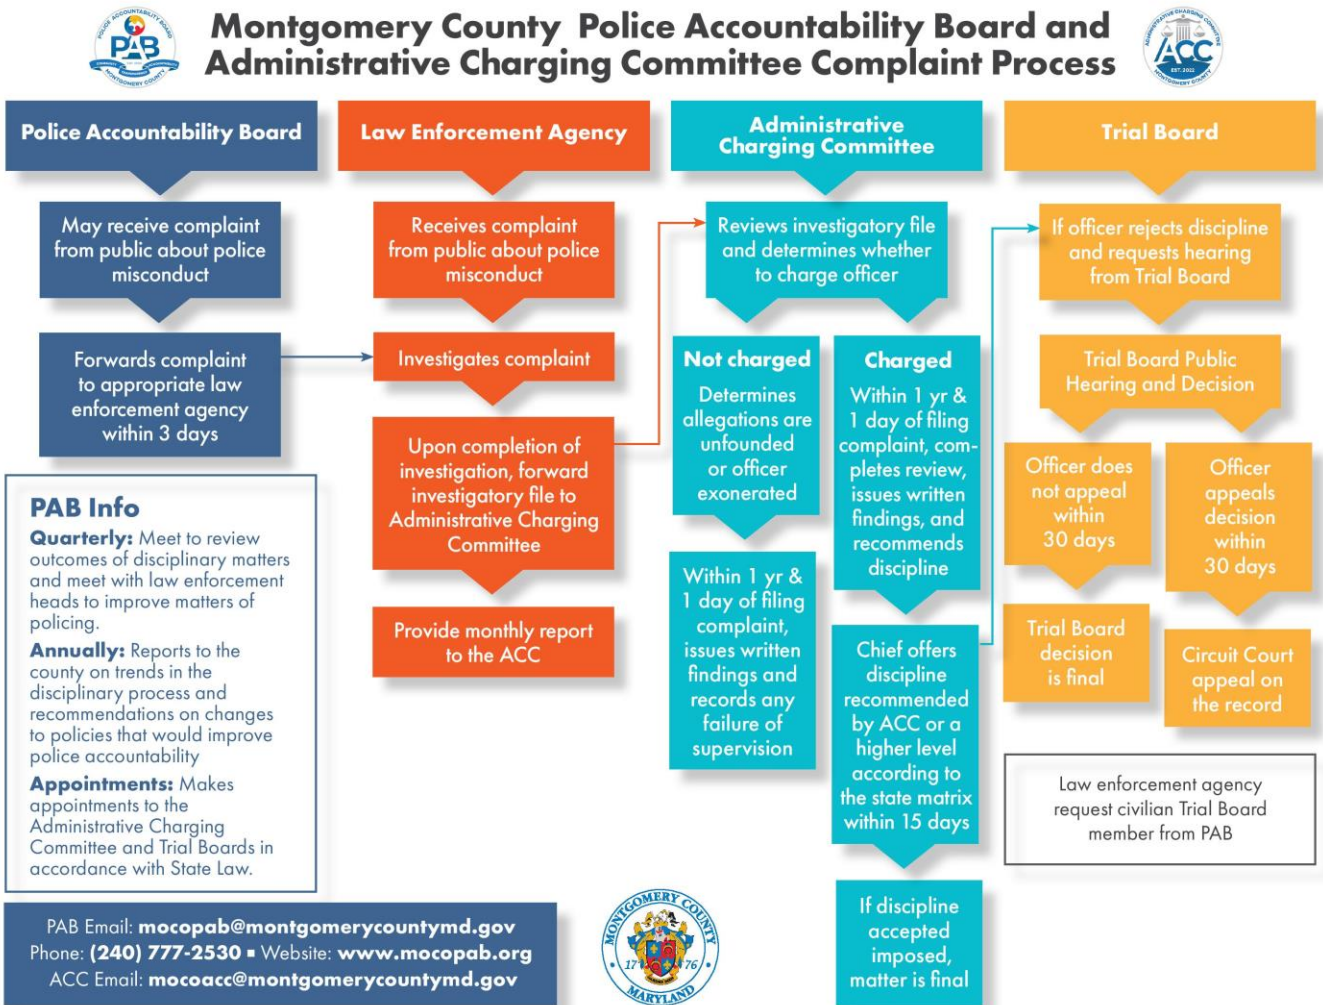 Montgomery County Police Accountability Board and
Administrative Charging Committee Complaint Process
POLICE ACCOUNTABILITY BOARD
PAB
MONTGOMERY COUNTY
ADMINISTRATIVE CHARGING COMMITTEE
ACC
EST. 2022
MONTGOMERY COUNTY
Police Accountability Board
May receive complaint
from public about police
misconduct
Forwards complaint
to appropriate law
enforcement agency
within 3 days
PAB Info
Quarterly: Meet to review
outcomes of disciplinary matters
and meet with law enforcement
heads to improve matters of
policing.
Annually: Reports to the
county on trends in the
disciplinary process and
recommendations on changes
to policies that would improve
police accountability
Appointments: Makes
appointments to the
Administrative Charging
Committee and Trial Boards in
accordance with State Law.
Law Enforcement Agency
Receives complaint
from public about police
misconduct
Investigates complaint
Upon completion of
investigation, forward
investigatory file to
Administrative Charging
Committee
Provide monthly report
to the ACC
Administrative
Charging Committee
Reviews investigatory file
and determines whether
to charge officer
Not charged
Determines
allegations are
unfounded
or officer
exonerated
Within 1 yr &
1 day of filing
complaint,
issues written
findings and
records any
failure of
supervision
Charged
Within 1 yr &
1 day of filing
complaint, com-
pletes review,
issues written
findings, and
recommends
discipline
Chief offers
discipline
recommended
by ACC or a
higher level
according to
the state matrix
within 15 days
If discipline
accepted
imposed,
matter is final
Trial Board
If officer rejects discipline
and requests hearing
from Trial Board
Trial Board Public
Hearing and Decision
Officer does
not appeal
within
30 days
Trial Board
decision
is final
Officer
appeals
decision
within
30 days
Circuit Court
appeal on
the record
Law enforcement agency
request civilian Trial Board
member from PAB
PAB Email: mocopab@montgomerycountymd.gov
Phone: (240) 777-2530 ▪ Website: www.mocopab.org
ACC Email: mocoacc@montgomerycountymd.gov
MONTGOMERY COUNTY
17 76
MARYLAND